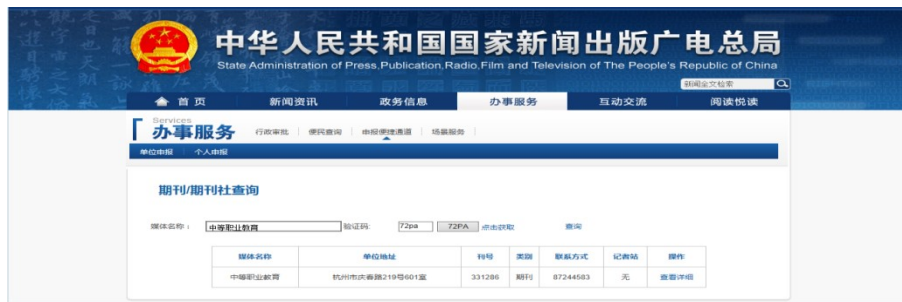 中华人民共和国国家新闻出版广电总局
State Administration of Press,Publication,Radio,Film and Television of The People's Republic of China
新闻全文检索
首页 新闻资讯 政务信息 办事服务 互动交流 阅读悦读
Services
办事服务 行政审批 便民查询 申报便捷通道 场景服务
单位申报 个人申报
期刊/期刊社查询
媒体名称： 中等职业教育 验证码: 72pa 72PA 点击获取 查询
媒体名称 单位地址 刊号 类别 联系方式 记者站 操作
中等职业教育 杭州市庆春路219号601室 331286 期刊 87244583 无 查看详细